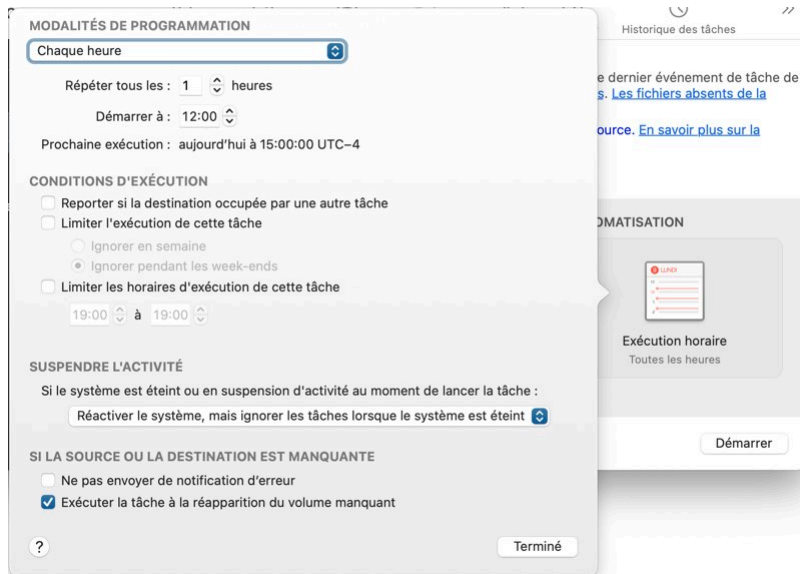 MODALITÉS DE PROGRAMMATION
Chaque heure
Répéter tous les : 1 heures
Démarrer à : 12:00
Prochaine exécution : aujourd'hui à 15:00:00 UTC−4
CONDITIONS D'EXÉCUTION
Reporter si la destination occupée par une autre tâche
Limiter l'exécution de cette tâche
Ignorer en semaine
Ignorer pendant les week-ends
Limiter les horaires d'exécution de cette tâche
19:00 à 19:00
SUSPENDRE L'ACTIVITÉ
Si le système est éteint ou en suspension d'activité au moment de lancer la tâche :
Réactiver le système, mais ignorer les tâches lorsque le système est éteint
SI LA SOURCE OU LA DESTINATION EST MANQUANTE
Ne pas envoyer de notification d'erreur
Exécuter la tâche à la réapparition du volume manquant
?
Terminé
Historique des tâches
e dernier événement de tâche de
s. Les fichiers absents de la
ource. En savoir plus sur la
OMATISATION
LUNDI
Exécution horaire
Toutes les heures
Démarrer